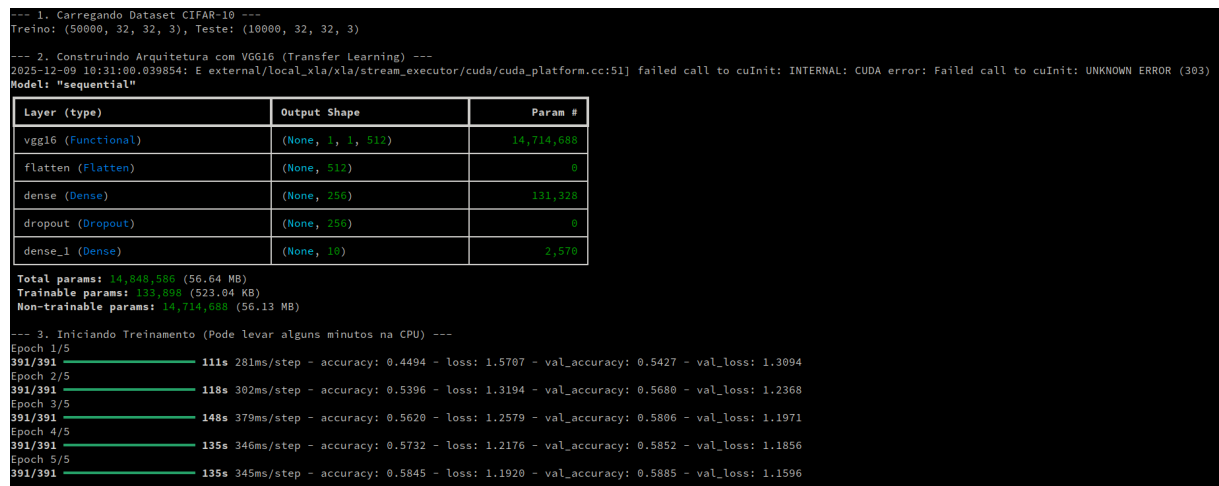 --- 1. Carregando Dataset CIFAR-10 ---
Treino: (50000, 32, 32, 3), Teste: (10000, 32, 32, 3)
--- 2. Construindo Arquitetura com VGG16 (Transfer Learning) ---
2025-12-09 10:31:00.039854: E external/local_xla/xla/stream_executor/cuda/cuda_platform.cc:51] failed call to cuInit: INTERNAL: CUDA error: Failed call to cuInit: UNKNOWN ERROR (303)
Model: "sequential"
Layer (type) Output Shape Param #
vgg16 (Functional) (None, 1, 1, 512) 14,714,688
flatten (Flatten) (None, 512) 0
dense (Dense) (None, 256) 131,328
dropout (Dropout) (None, 256) 0
dense_1 (Dense) (None, 10) 2,570
Total params: 14,848,586 (56.64 MB)
Trainable params: 133,898 (523.04 KB)
Non-trainable params: 14,714,688 (56.13 MB)
--- 3. Iniciando Treinamento (Pode levar alguns minutos na CPU) ---
Epoch 1/5
391/391 111s 281ms/step - accuracy: 0.4494 - loss: 1.5707 - val_accuracy: 0.5427 - val_loss: 1.3094
Epoch 2/5
391/391 118s 302ms/step - accuracy: 0.5396 - loss: 1.3194 - val_accuracy: 0.5680 - val_loss: 1.2368
Epoch 3/5
391/391 148s 379ms/step - accuracy: 0.5620 - loss: 1.2579 - val_accuracy: 0.5806 - val_loss: 1.1971
Epoch 4/5
391/391 135s 346ms/step - accuracy: 0.5732 - loss: 1.2176 - val_accuracy: 0.5852 - val_loss: 1.1856
Epoch 5/5
391/391 135s 345ms/step - accuracy: 0.5845 - loss: 1.1920 - val_accuracy: 0.5885 - val_loss: 1.1596